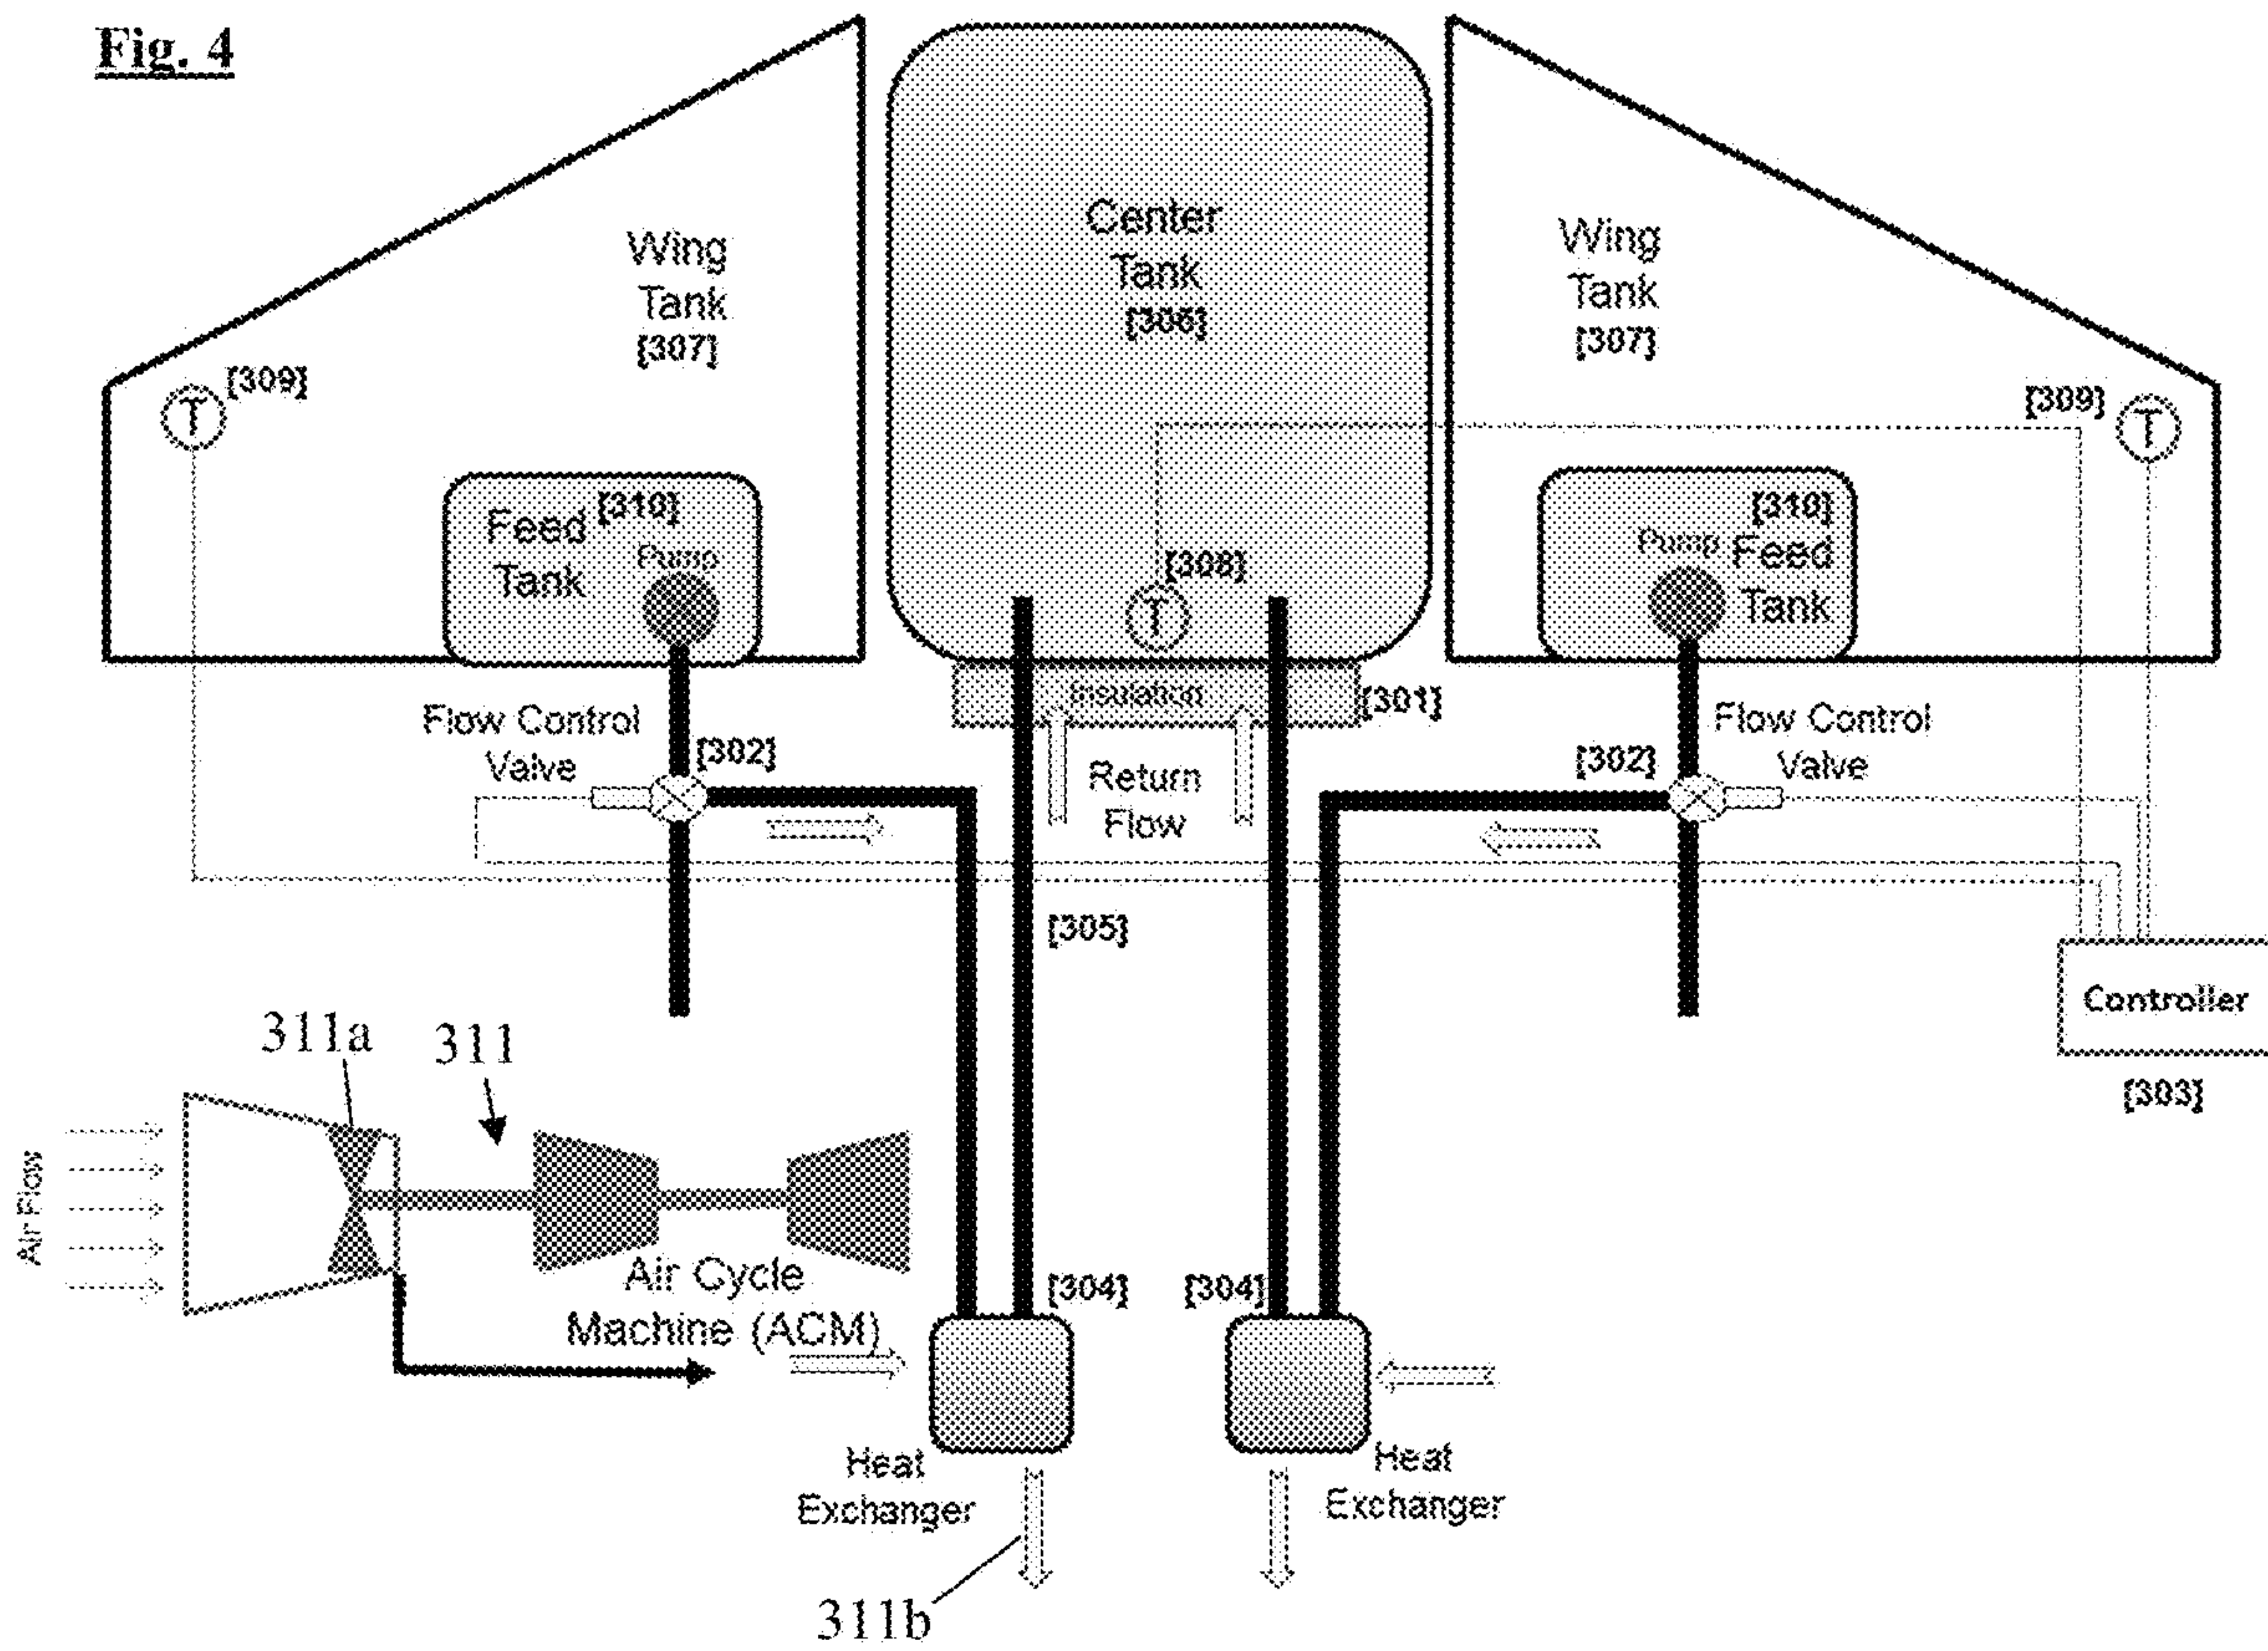 Fig. 4
Wing
Tank
[307]
Center
Tank
[306]
Wing
Tank
[307]
[309]
T
[309]
T
Feed
Tank
[310]
Pump
[308]
T
[310]
Pump
Feed
Tank
Insulation
[301]
Flow Control
Valve
[302]
Return
Flow
[302]
Flow Control
Valve
[305]
Controller
[303]
311a
311
Air Flow
Air Cycle
Machine (ACM)
[304]
[304]
Heat
Exchanger
Heat
Exchanger
311b